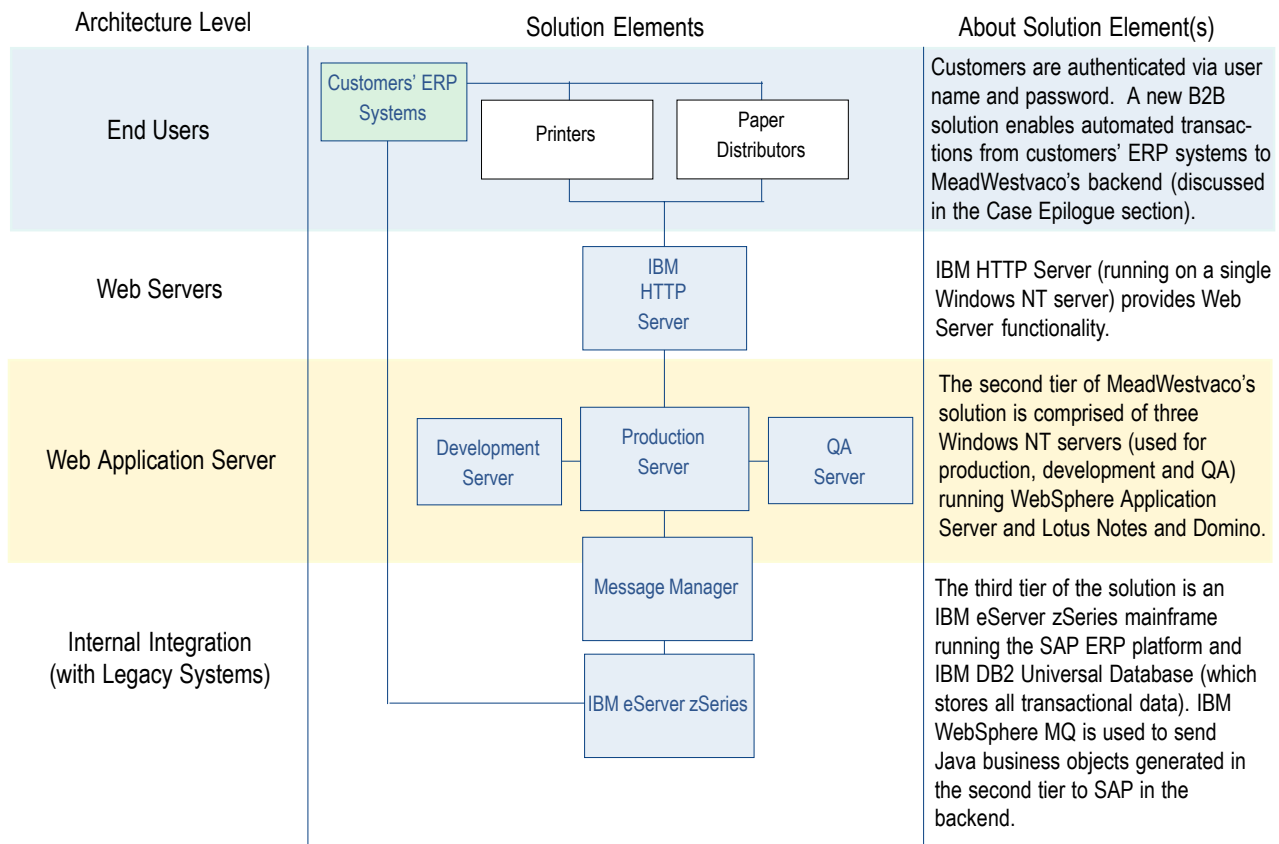 Architecture Level
Solution Elements
About Solution Element(s)
End Users
Customers' ERP
Systems
Printers
Paper
Distributors
Customers are authenticated via user
name and password. A new B2B
solution enables automated transac-
tions from customers' ERP systems to
MeadWestvaco's backend (discussed
in the Case Epilogue section).
Web Servers
IBM
HTTP
Server
IBM HTTP Server (running on a single
Windows NT server) provides Web
Server functionality.
Web Application Server
Development
Server
Production
Server
QA
Server
The second tier of MeadWestvaco's
solution is comprised of three
Windows NT servers (used for
production, development and QA)
running WebSphere Application
Server and Lotus Notes and Domino.
Internal Integration
(with Legacy Systems)
Message Manager
IBM eServer zSeries
The third tier of the solution is an
IBM eServer zSeries mainframe
running the SAP ERP platform and
IBM DB2 Universal Database (which
stores all transactional data). IBM
WebSphere MQ is used to send
Java business objects generated in
the second tier to SAP in the
backend.